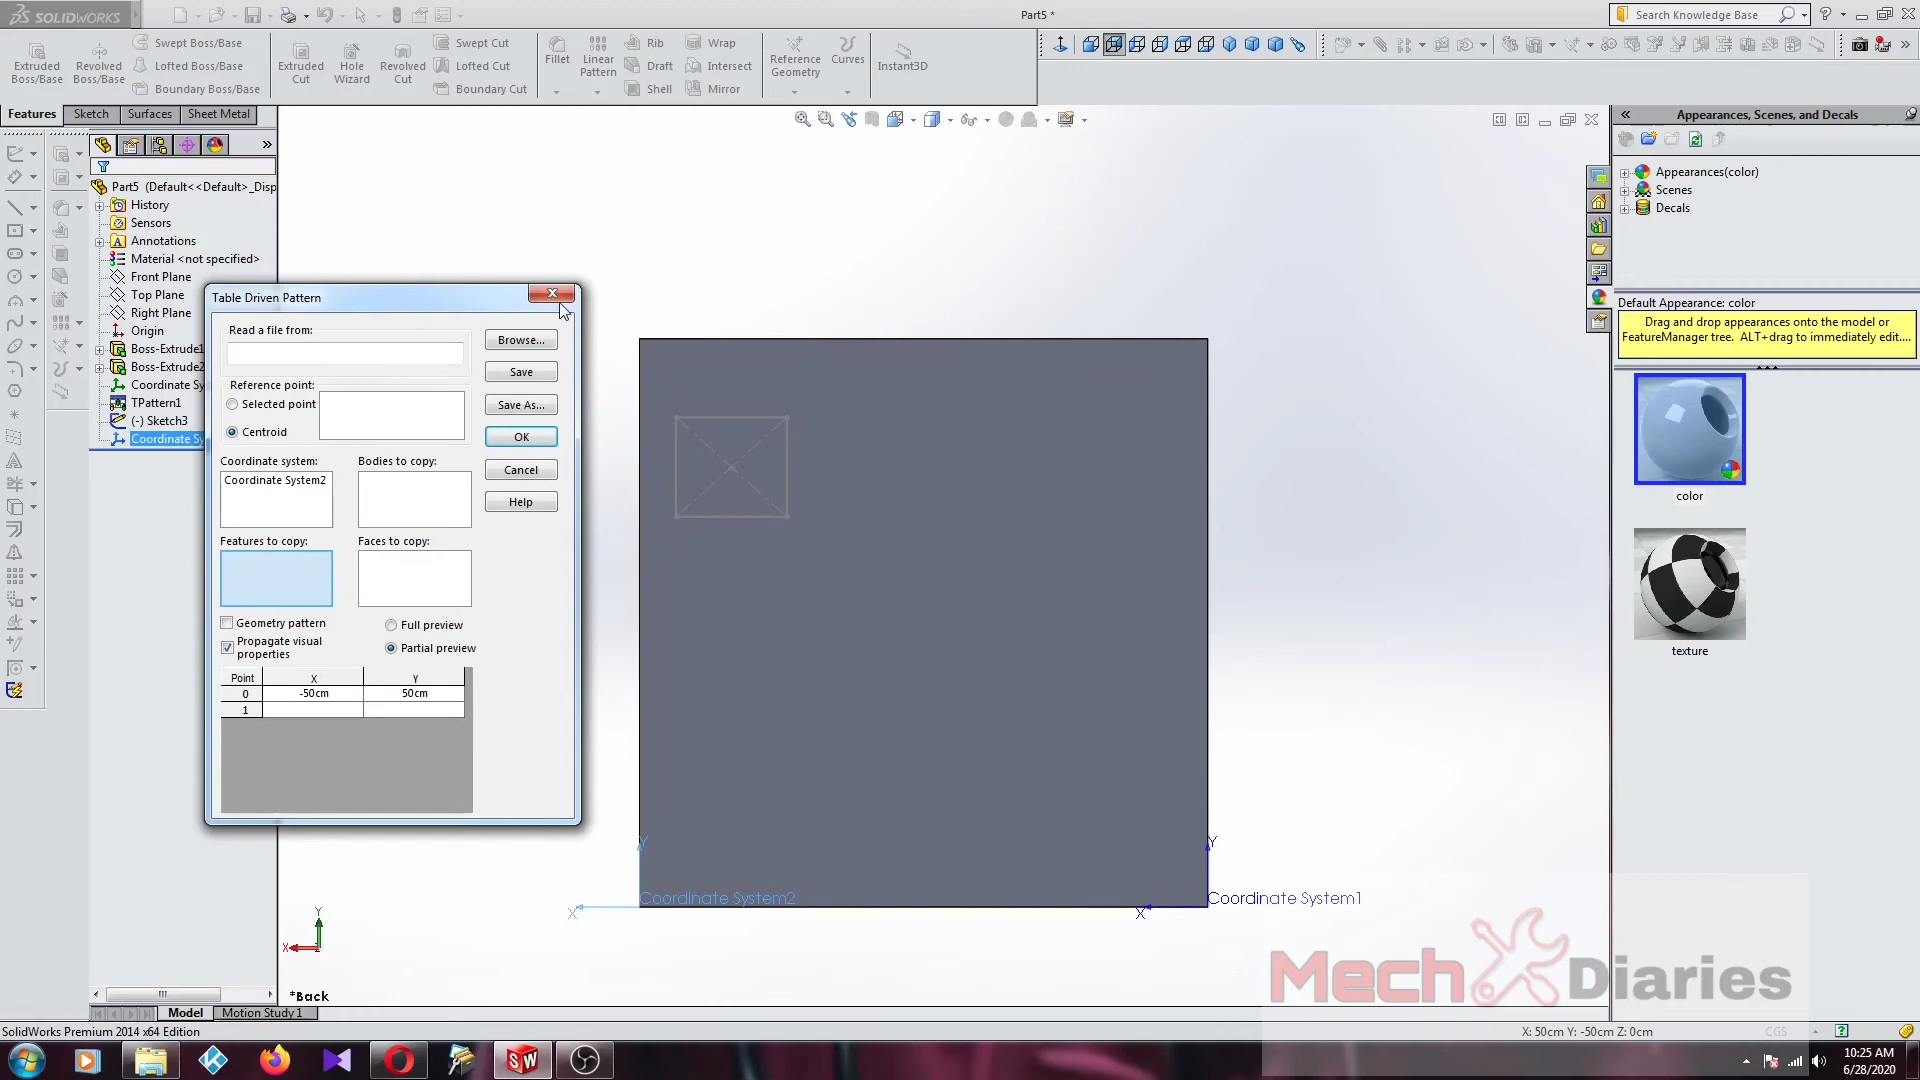 SOLIDWORKS
Part5 *
Search Knowledge Base
Extruded Boss/Base
Revolved Boss/Base
Swept Boss/Base
Lofted Boss/Base
Boundary Boss/Base
Extruded Cut
Hole Wizard
Revolved Cut
Swept Cut
Lofted Cut
Boundary Cut
Fillet
Linear Pattern
Rib
Draft
Shell
Wrap
Intersect
Mirror
Reference Geometry
Curves
Instant3D
Features
Sketch
Surfaces
Sheet Metal
Appearances, Scenes, and Decals
Part5 (Default<<Default>_Disp
History
Sensors
Annotations
Material <not specified>
Front Plane
Top Plane
Right Plane
Origin
Boss-Extrude1
Boss-Extrude2
Coordinate Sy
TPattern1
(-) Sketch3
Coordinate Sy
Table Driven Pattern
Read a file from:
Browse...
Save
Reference point:
Selected point
Save As...
Centroid
OK
Coordinate system:
Bodies to copy:
Cancel
Coordinate System2
Help
Features to copy:
Faces to copy:
Geometry pattern
Full preview
Propagate visual properties
Partial preview
Point X Y
0 -50cm 50cm
1
Y
Coordinate System2
X
Y
Coordinate System1
X
Y
X
*Back
Appearances(color)
Scenes
Decals
Default Appearance: color
Drag and drop appearances onto the model or
FeatureManager tree. ALT+drag to immediately edit....
color
texture
Mech Diaries
Model
Motion Study 1
SolidWorks Premium 2014 x64 Edition
X: 50cm Y: -50cm Z: 0cm
CGS
SW
10:25 AM
6/28/2020